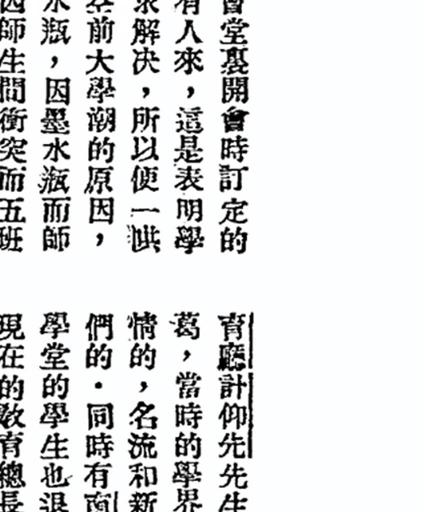 會堂裏開會時訂定的
有人來，這是表明學
求解决，所以便一哄
年前大學潮的原因，
水瓶，因墨水瓶而師
因師生間衝突而五班
育廳計仰先先生
葛，當時的學界
情的，名流和新
們的．同時有
學堂的學生也退
現在的敎育總長